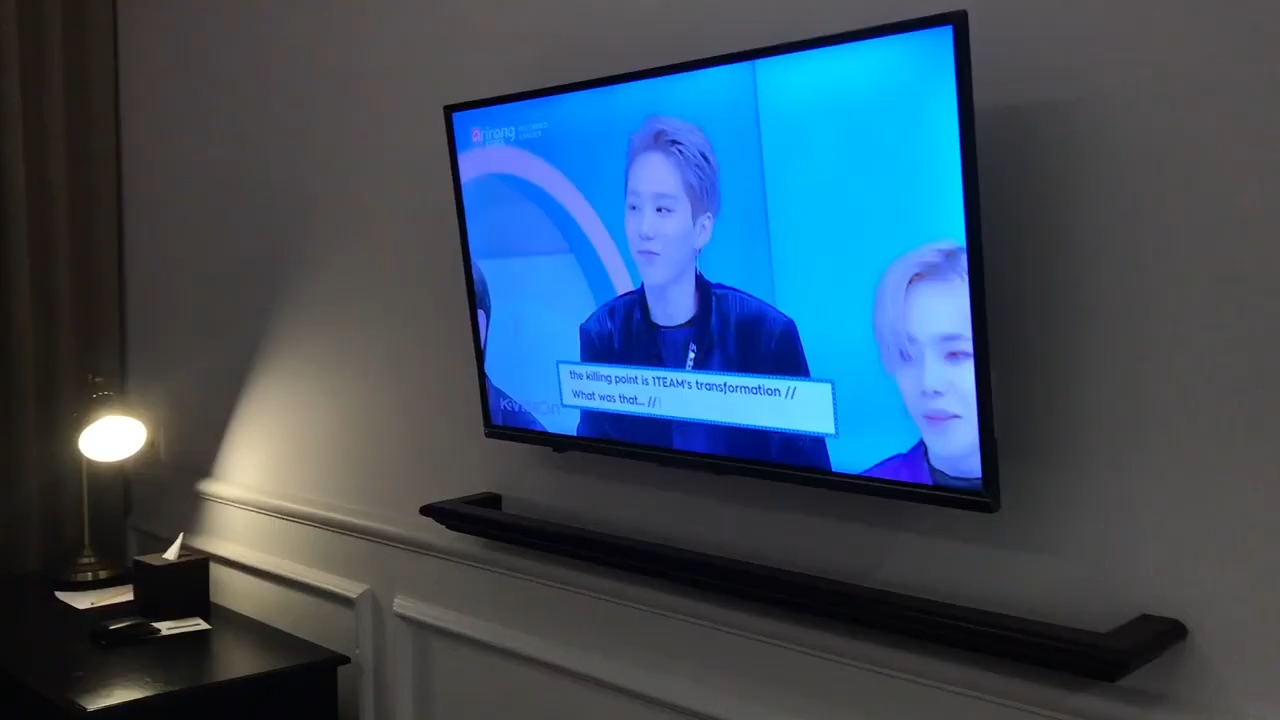 arirang
the killing point is 1TEAM's transformation //
What was that... //